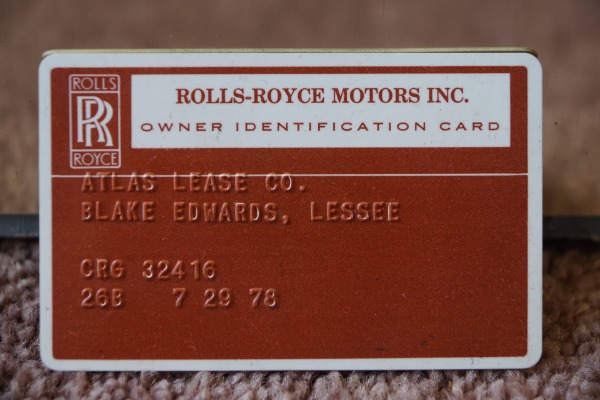 ROLLS
RR
ROYCE
ROLLS-ROYCE MOTORS INC.
OWNER IDENTIFICATION CARD
ATLAS LEASE CO.
BLAKE EDWARDS, LESSEE
CRG 32416
26B 7 29 78